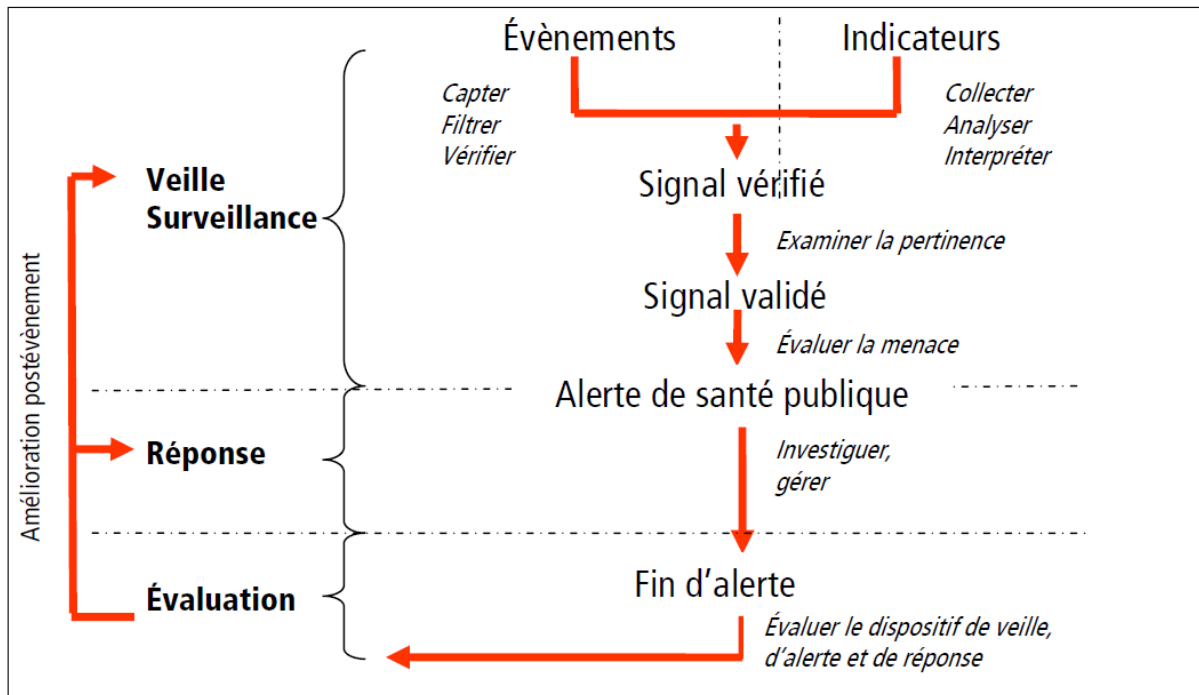 Évènements
Indicateurs
Capter
Filtrer
Vérifier
Collecter
Analyser
Interpréter
Veille
Surveillance
Signal vérifié
Examiner la pertinence
Signal validé
Évaluer la menace
Alerte de santé publique
Réponse
Investiguer,
gérer
Évaluation
Fin d'alerte
Évaluer le dispositif de veille,
d'alerte et de réponse
Amélioration postévènement